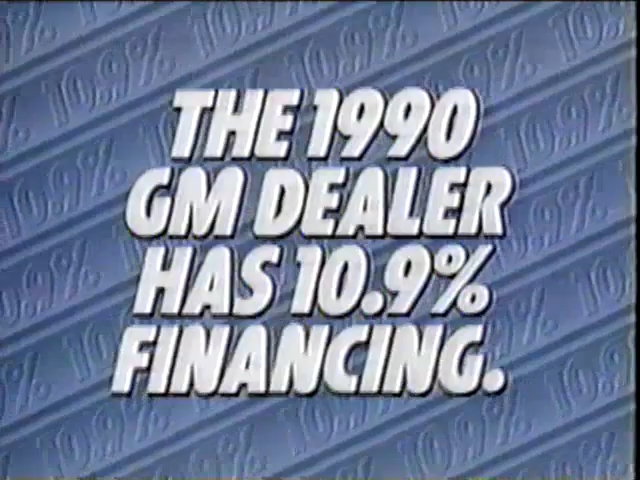 THE 1990
GM DEALER
HAS 10.9%
FINANCING.